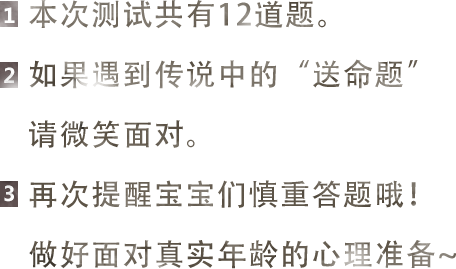 1 本次测试共有12道题。
2 如果遇到传说中的“送命题”
请微笑面对。
3 再次提醒宝宝们慎重答题哦!
做好面对真实年龄的心理准备~